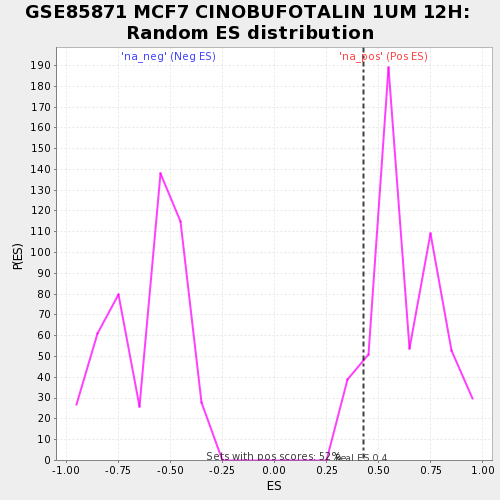 GSE85871 MCF7 CINOBUFOTALIN 1UM 12H:
Random ES distribution
'na_neg' (Neg ES)
'na_pos' (Pos ES)
190
180
170
160
150
140
130
120
110
100
90
80
70
60
50
40
30
20
10
0
P(ES)
Sets with pos scores: 52%
Real ES 0.4
-1.00 -0.75 -0.50 -0.25 0.00 0.25 0.50 0.75 1.00
ES